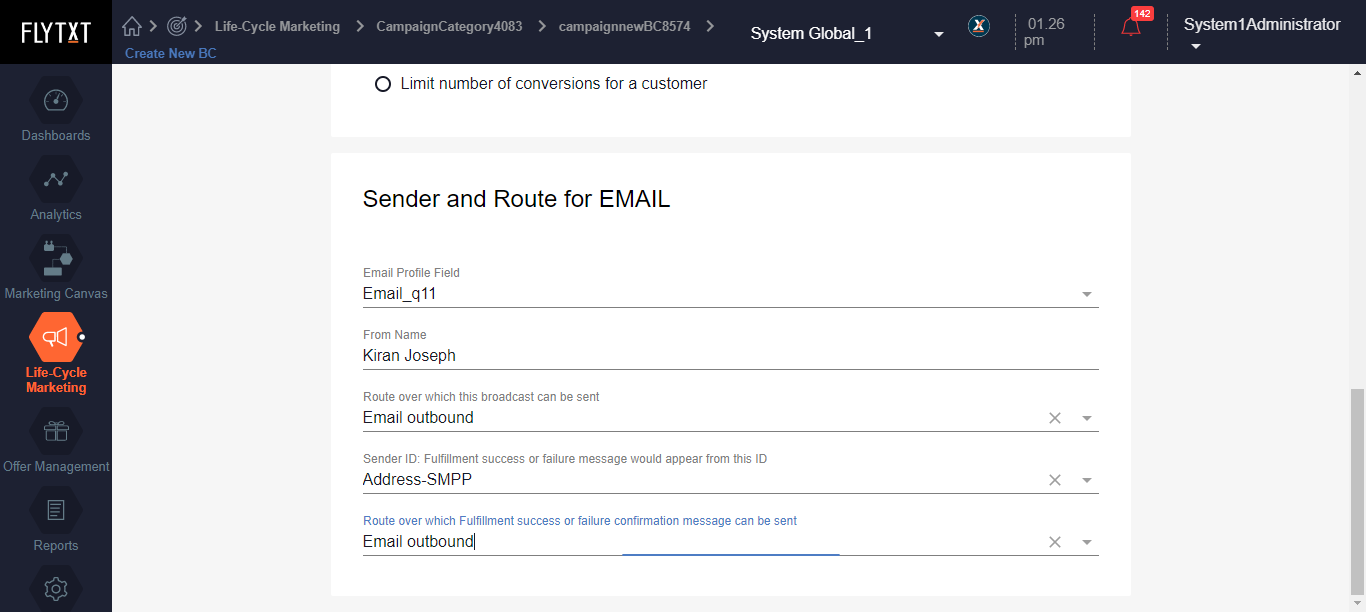 FLYTXT
Life-Cycle Marketing
CampaignCategory4083
campaignnewBC8574
Create New BC
System Global_1
X
01.26
pm
142
System1Administrator
Dashboards
Analytics
Marketing Canvas
Life-Cycle
Marketing
Offer Management
Reports
Limit number of conversions for a customer
Sender and Route for EMAIL
Email Profile Field
Email_q11
From Name
Kiran Joseph
Route over which this broadcast can be sent
Email outbound
Sender ID: Fulfillment success or failure message would appear from this ID
Address-SMPP
Route over which Fulfillment success or failure confirmation message can be sent
Email outbound